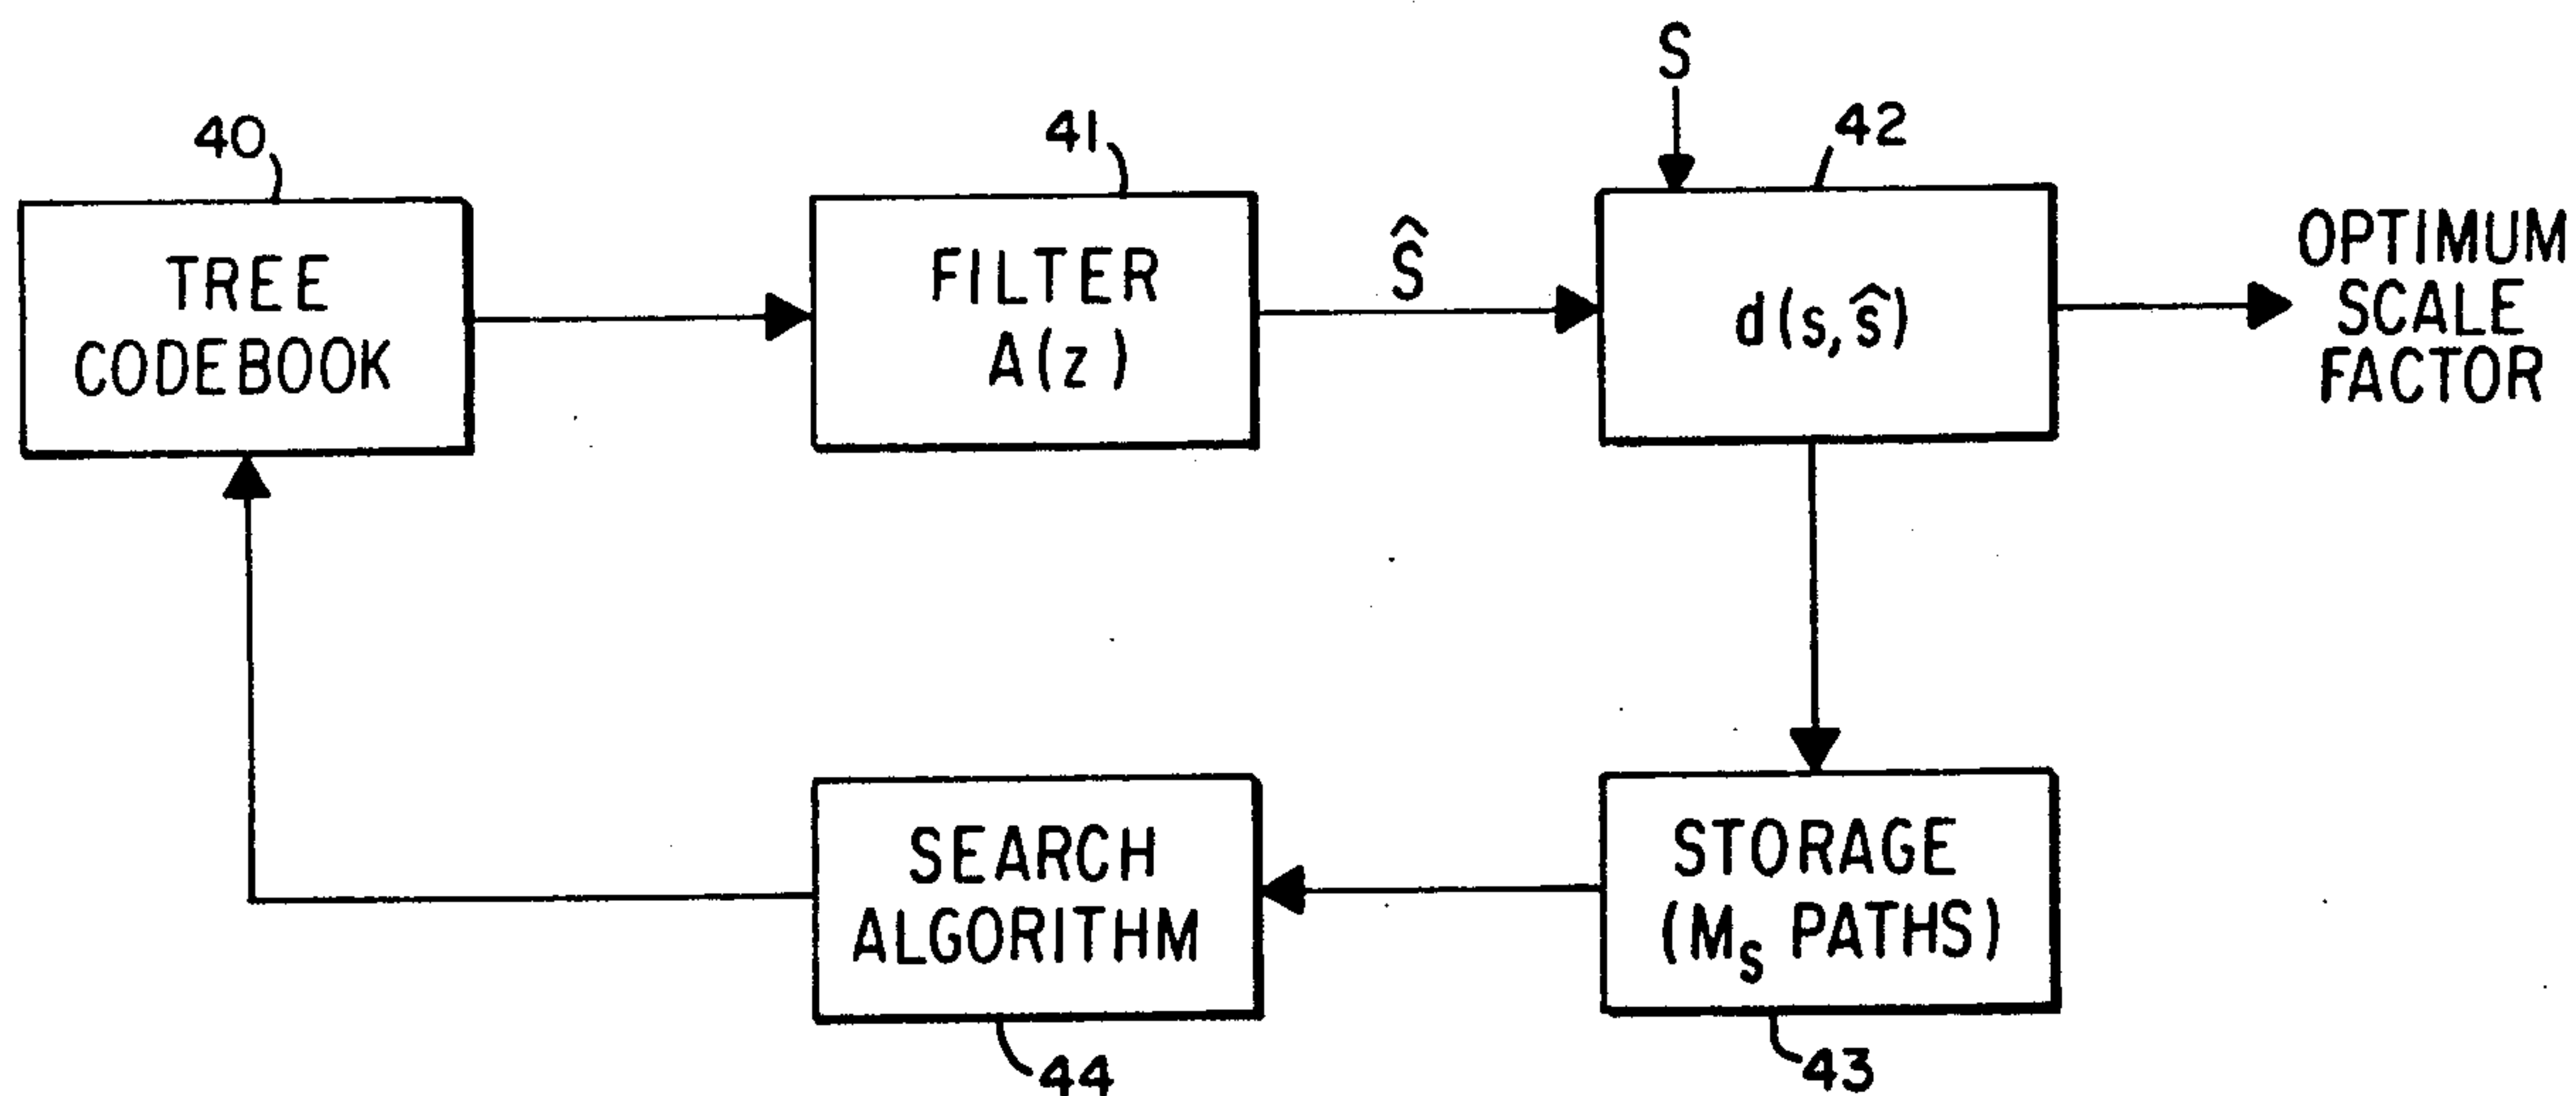 40
TREE
CODEBOOK
41
FILTER
A(z)
Ŝ
S
42
d(s,ŝ)
OPTIMUM
SCALE
FACTOR
SEARCH
ALGORITHM
44
STORAGE
(Ms PATHS)
43